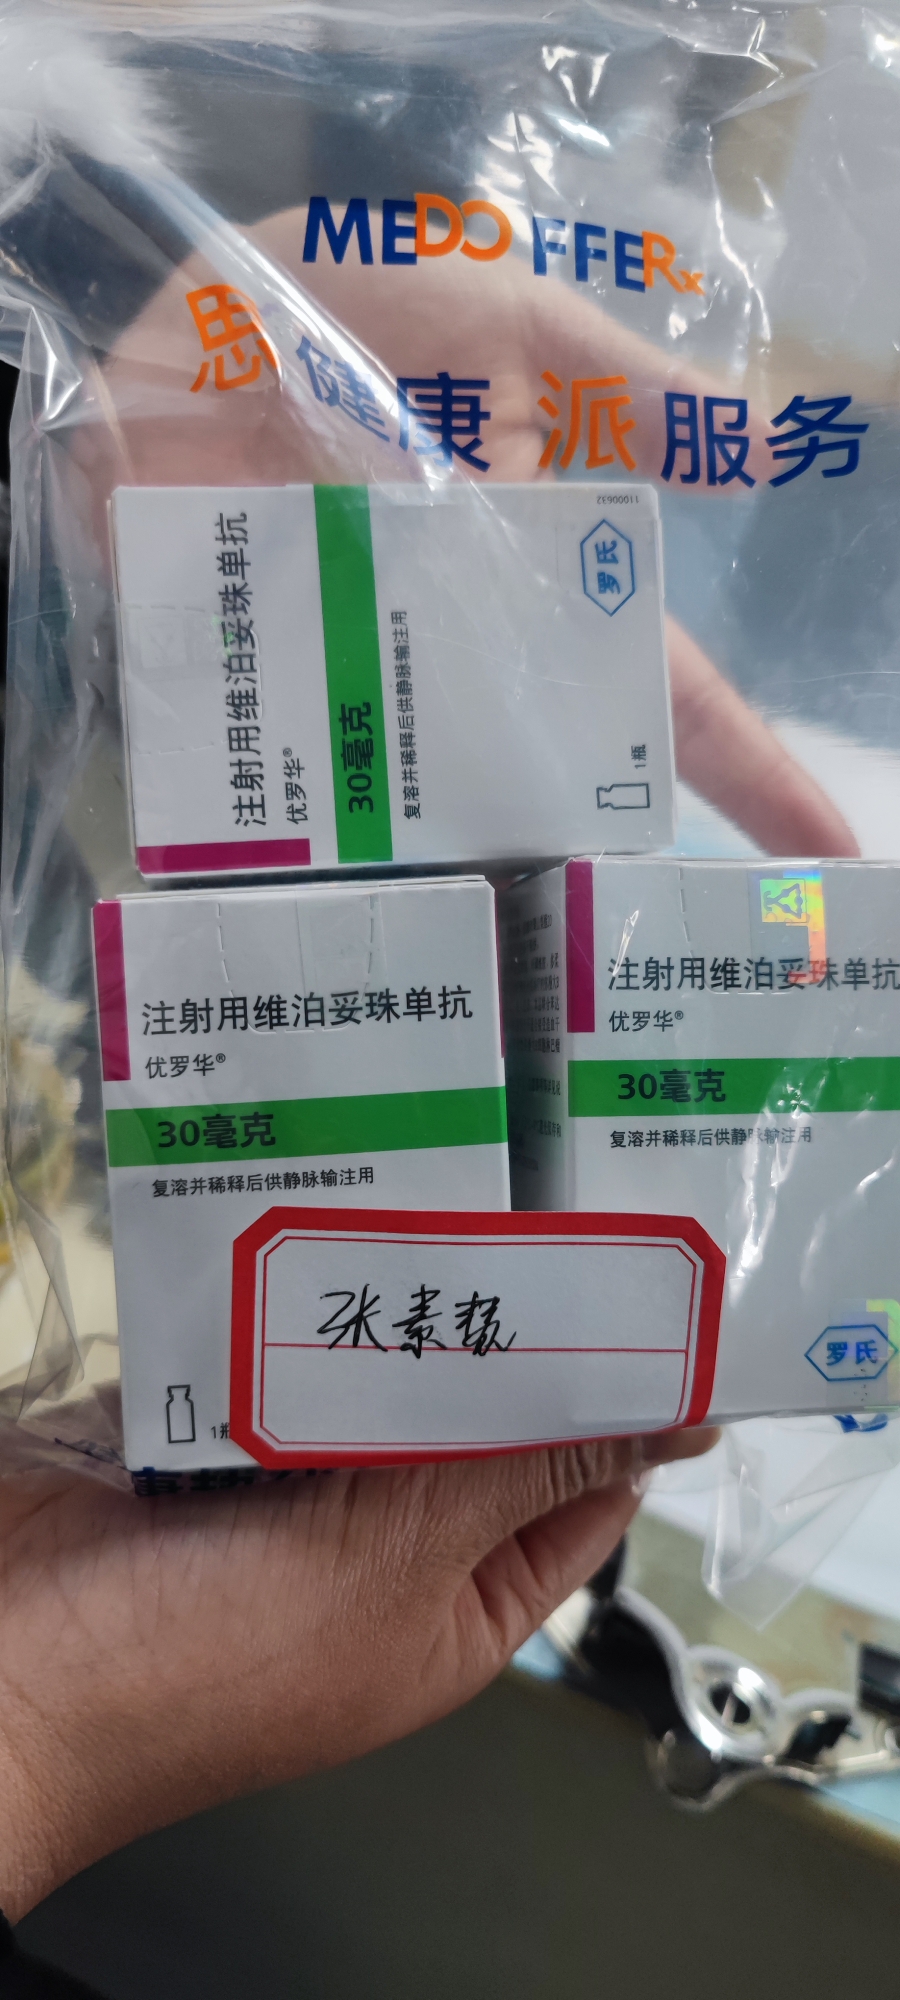 MEDOFFERx
思健康派服务
11000632
注射用维泊妥珠单抗
优罗华®
30毫克
复溶并稀释后供静脉输注用
罗氏
1瓶
注射用维泊妥珠单抗
优罗华®
30毫克
复溶并稀释后供静脉输注用
1瓶
注射用维泊妥珠单抗
优罗华®
30毫克
复溶并稀释后供静脉输注用
罗氏
张素